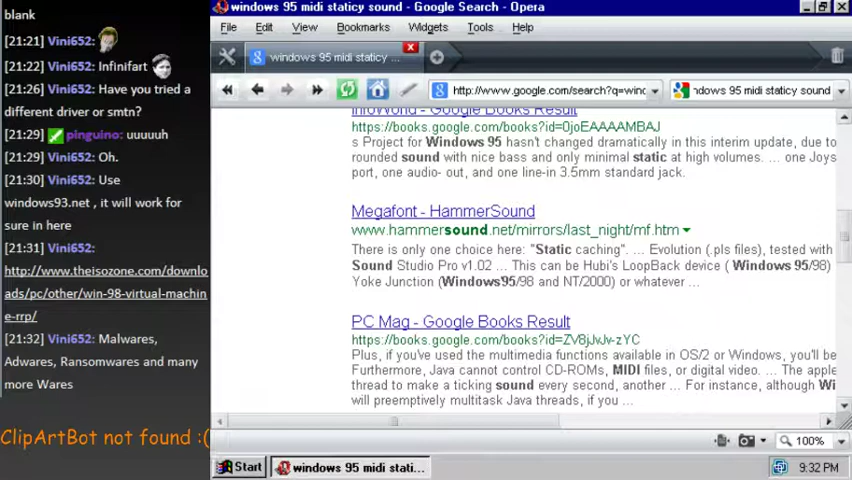 blank
[21:21] Vini652:
[21:22] Vini652: Infinifart
[21:26] Vini652: Have you tried a
different driver or smtn?
[21:29] pinguino: uuuuuh
[21:29] Vini652: Oh.
[21:30] Vini652: Use
windows93.net , it will work for
sure in here
[21:31] Vini652:
http://www.theisozone.com/downlo
ads/pc/other/win-98-virtual-machin
e-rrp/
[21:32] Vini652: Malwares,
Adwares, Ransomwares and many
more Wares
ClipArtBot not found :(
windows 95 midi staticy sound - Google Search - Opera
File Edit View Bookmarks Widgets Tools Help
windows 95 midi staticy ...
http://www.google.com/search?q=wind
ndows 95 midi staticy sound
InfoWorld - Google Books Result
https://books.google.com/books?id=0joEAAAAMBAJ
s Project for Windows 95 hasn't changed dramatically in this interim update, due to
rounded sound with nice bass and only minimal static at high volumes. ... one Joys
port, one audio- out, and one line-in 3.5mm standard jack.
Megafont - HammerSound
www.hammersound.net/mirrors/last_night/mf.htm
There is only one choice here: "Static caching". ... Evolution (.pls files), tested with
Sound Studio Pro v1.02 ... This can be Hubi's LoopBack device ( Windows 95/98)
Yoke Junction (Windows'95/98 and NT/2000) or whatever ...
PC Mag - Google Books Result
https://books.google.com/books?id=ZV8jJvJv-zYC
Plus, if you've used the multimedia functions available in OS/2 or Windows, you'll be
Furthermore, Java cannot control CD-ROMs, MIDI files, or digital video. ... The apple
thread to make a ticking sound every second, another ... For instance, although Wi
will preemptively multitask Java threads, if you ...
100%
Start
windows 95 midi stati...
9:32 PM